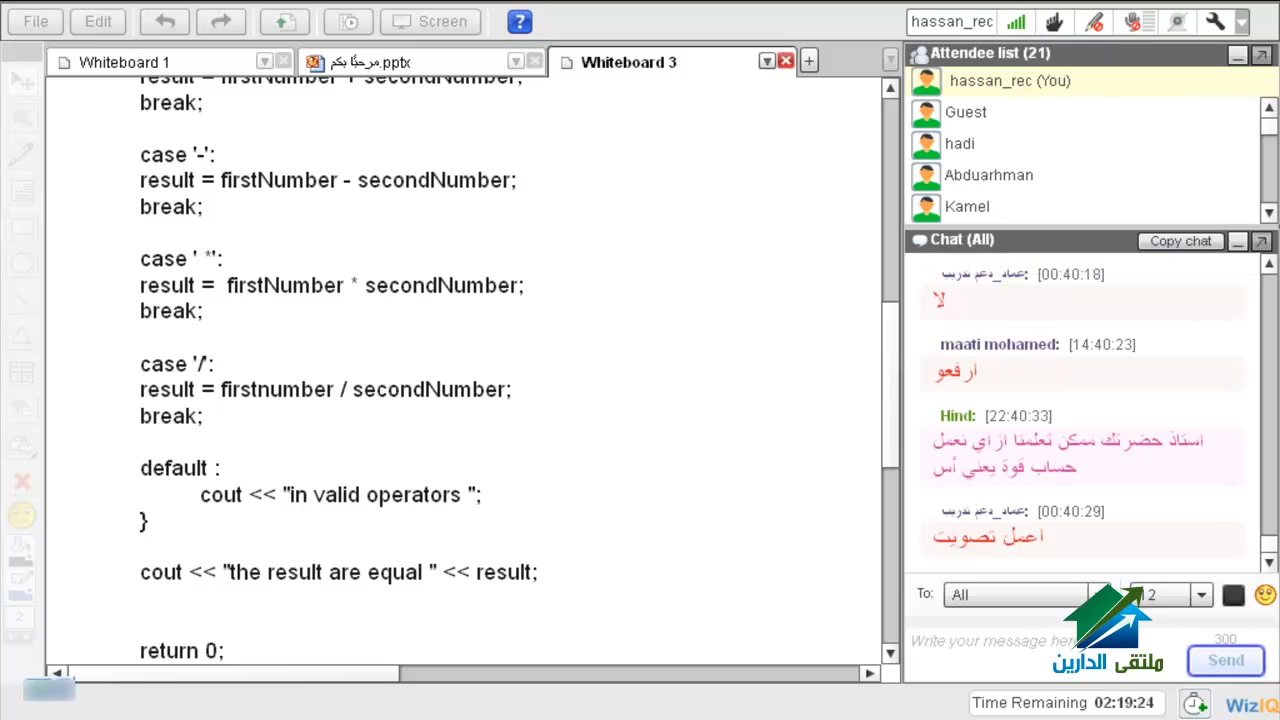 File
Edit
Screen
?
hassan_rec
Whiteboard 1
مرحبًا بكم.pptx
Whiteboard 3
break;
case '-':
result = firstNumber - secondNumber;
break;
case ' *':
result =  firstNumber * secondNumber;
break;
case '/':
result = firstnumber / secondNumber;
break;
default :
cout << "in valid operators ";
}
cout << "the result are equal " << result;
return 0;
Attendee list (21)
hassan_rec (You)
Guest
hadi
Abduarhman
Kamel
Chat (All)
Copy chat
عماد_دعم تدريب: [00:40:18]
لا
maati mohamed: [14:40:23]
ارفعو
Hind: [22:40:33]
استاذ حضرتك ممكن تعلمنا از اي نعمل
حساب قوة يعني أس
عماد_دعم تدريب: [00:40:29]
اعمل تصويت
To:
All
2
Write your message here
300
Send
ملتقى الدارين
Time Remaining 02:19:24
WizIQ